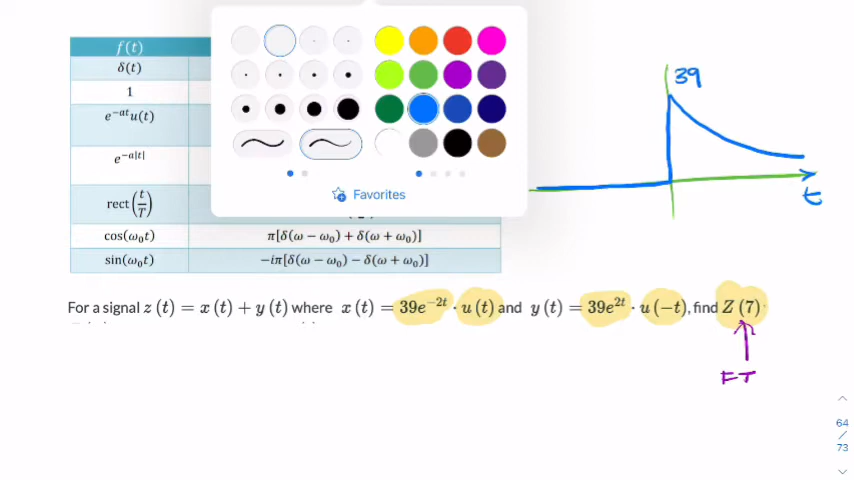 f(t)
δ(t)
1
e^{-at}u(t)
e^{-a|t|}
rect(t/T)
cos(ω₀t) π[δ(ω − ω₀) + δ(ω + ω₀)]
sin(ω₀t) −iπ[δ(ω − ω₀) − δ(ω + ω₀)]
Favorites
39
t
For a signal z (t) = x (t) + y (t) where x (t) = 39e^{−2t} · u (t) and y (t) = 39e^{2t} · u (−t), find Z (7)
FT
64
/
73